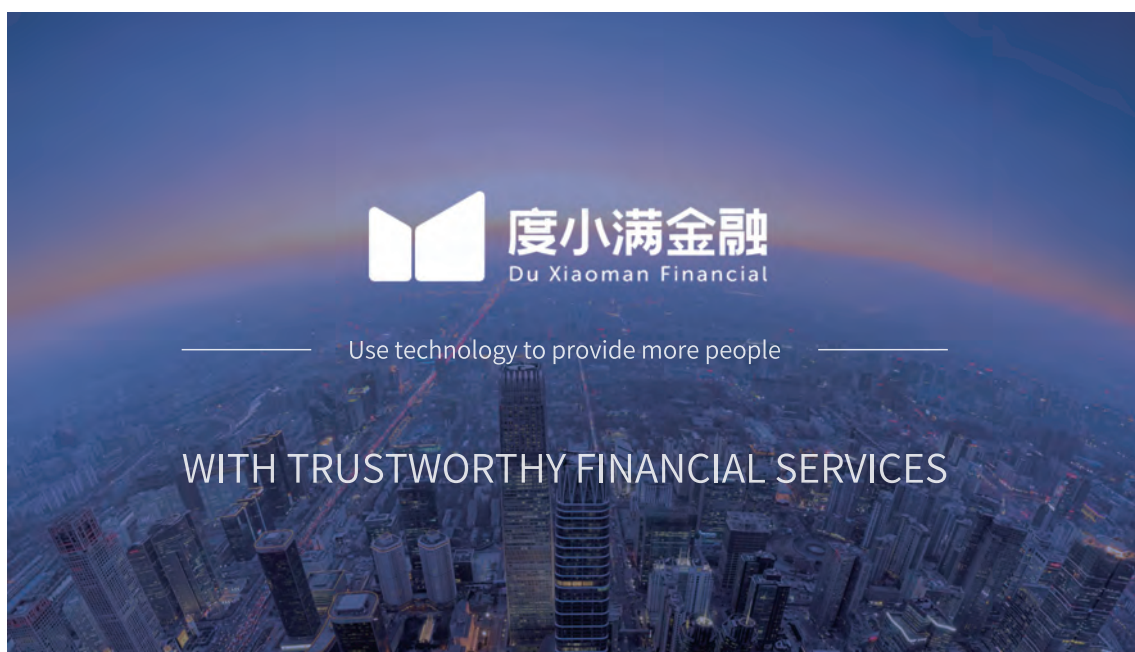 度小满金融
Du Xiaoman Financial
Use technology to provide more people
WITH TRUSTWORTHY FINANCIAL SERVICES